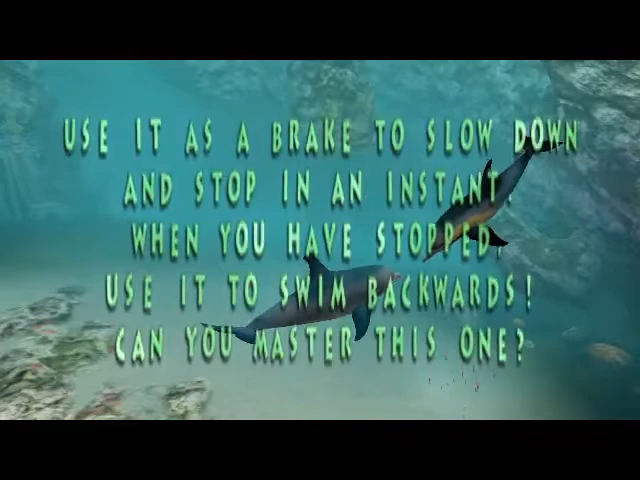 USE IT AS A BRAKE TO SLOW DOWN
AND STOP IN AN INSTANT.
WHEN YOU HAVE STOPPED,
USE IT TO SWIM BACKWARDS!
CAN YOU MASTER THIS ONE?